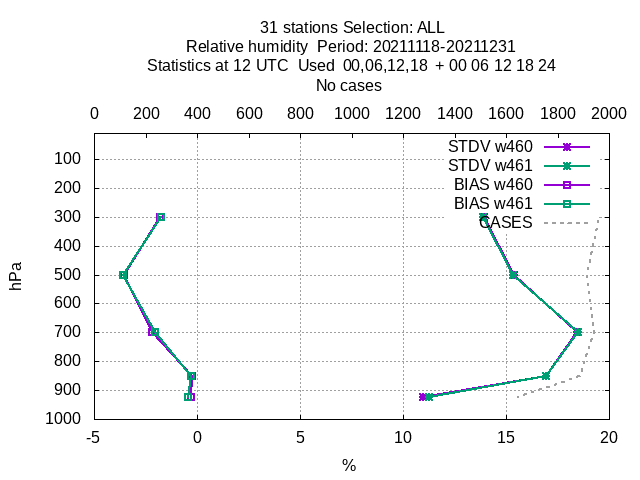 31 stations Selection: ALL
Relative humidity  Period: 20211118-20211231
Statistics at 12 UTC  Used  00,06,12,18  + 00 06 12 18 24
No cases
0 200 400 600 800 1000 1200 1400 1600 1800 2000
STDV w460
STDV w461
BIAS w460
BIAS w461
CASES
100
200
300
400
500
600
700
800
900
1000
hPa
-5 0 5 10 15 20
%